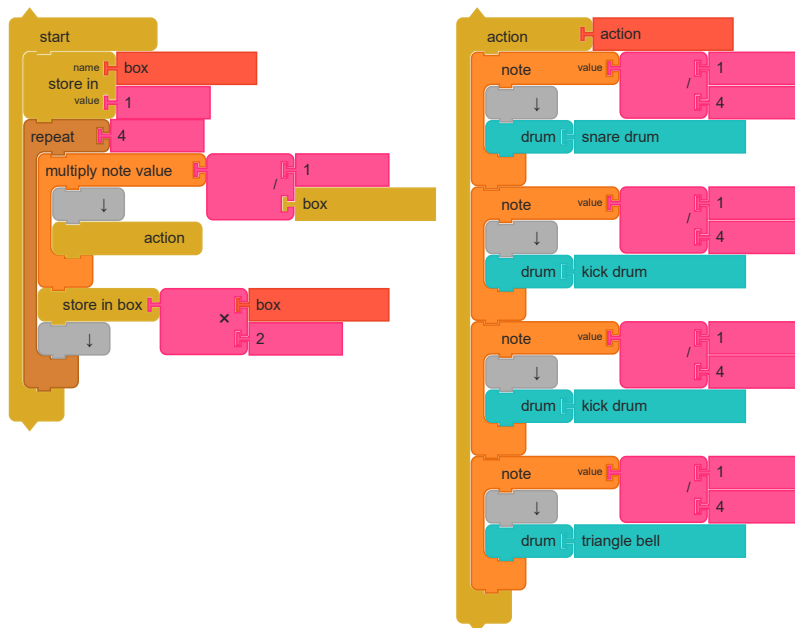 start
name box
store in
value 1
repeat 4
multiply note value / 1
box
↓
action
store in box × box
2
↓
action action
note value / 1
4
↓
drum snare drum
note value / 1
4
↓
drum kick drum
note value / 1
4
↓
drum kick drum
note value / 1
4
↓
drum triangle bell